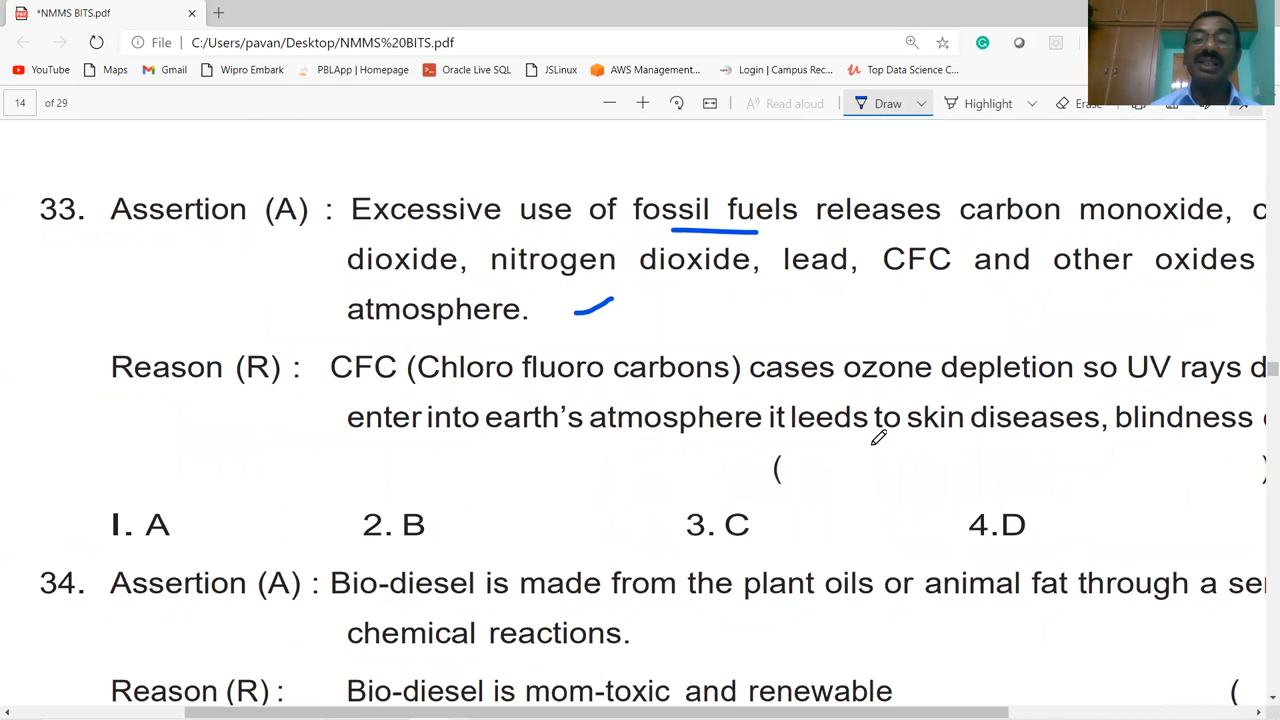 *NMMS BITS.pdf
File C:/Users/pavan/Desktop/NMMS%20BITS.pdf
YouTube Maps Gmail Wipro Embark PBLApp | Homepage Oracle Live SQL JSLinux AWS Management... Login | Campus Rec... Top Data Science C...
14 of 29 Read aloud Draw Highlight Erase
33. Assertion (A) : Excessive use of fossil fuels releases carbon monoxide, c
dioxide, nitrogen dioxide, lead, CFC and other oxides
atmosphere.
Reason (R) : CFC (Chloro fluoro carbons) cases ozone depletion so UV rays d
enter into earth's atmosphere it leeds to skin diseases, blindness
( )
I. A 2. B 3. C 4.D
34. Assertion (A) : Bio-diesel is made from the plant oils or animal fat through a ser
chemical reactions.
Reason (R) : Bio-diesel is mom-toxic and renewable (